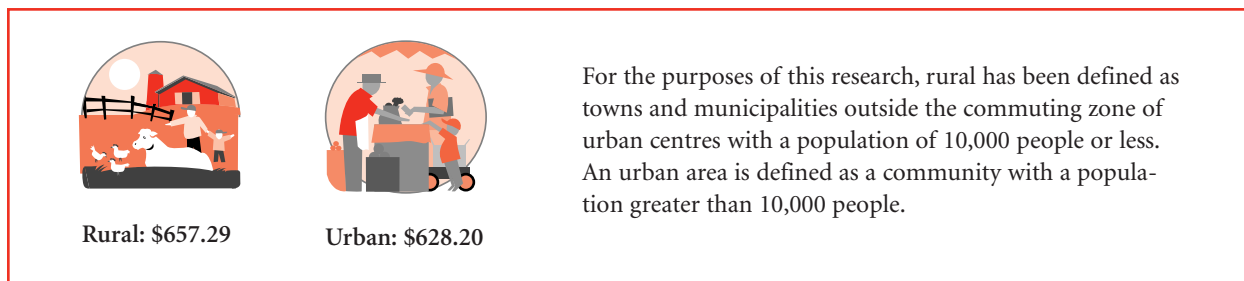 Rural: $657.29
Urban: $628.20
For the purposes of this research, rural has been defined as
towns and municipalities outside the commuting zone of
urban centres with a population of 10,000 people or less.
An urban area is defined as a community with a popula-
tion greater than 10,000 people.